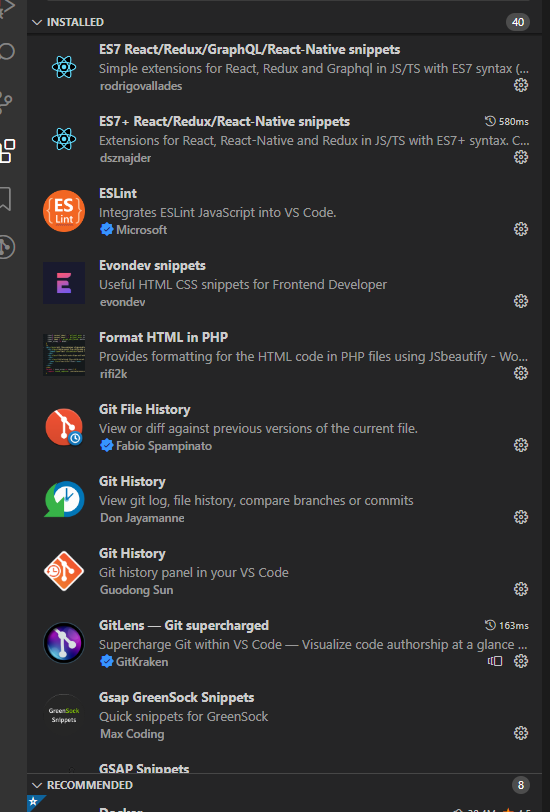 INSTALLED 40
ES7 React/Redux/GraphQL/React-Native snippets
Simple extensions for React, Redux and Graphql in JS/TS with ES7 syntax (...
rodrigovallades
ES7+ React/Redux/React-Native snippets 580ms
Extensions for React, React-Native and Redux in JS/TS with ES7+ syntax. C...
dsznajder
ES
Lint
ESLint
Integrates ESLint JavaScript into VS Code.
Microsoft
E
Evondev snippets
Useful HTML CSS snippets for Frontend Developer
evondev
Format HTML in PHP
Provides formatting for the HTML code in PHP files using JSbeautify - Wo...
rifi2k
Git File History
View or diff against previous versions of the current file.
Fabio Spampinato
Git History
View git log, file history, compare branches or commits
Don Jayamanne
Git History
Git history panel in your VS Code
Guodong Sun
GitLens — Git supercharged 163ms
Supercharge Git within VS Code — Visualize code authorship at a glance ...
GitKraken
GreenSock
Snippets
Gsap GreenSock Snippets
Quick snippets for GreenSock
Max Coding
GSAP Snippets
RECOMMENDED 8
Docker